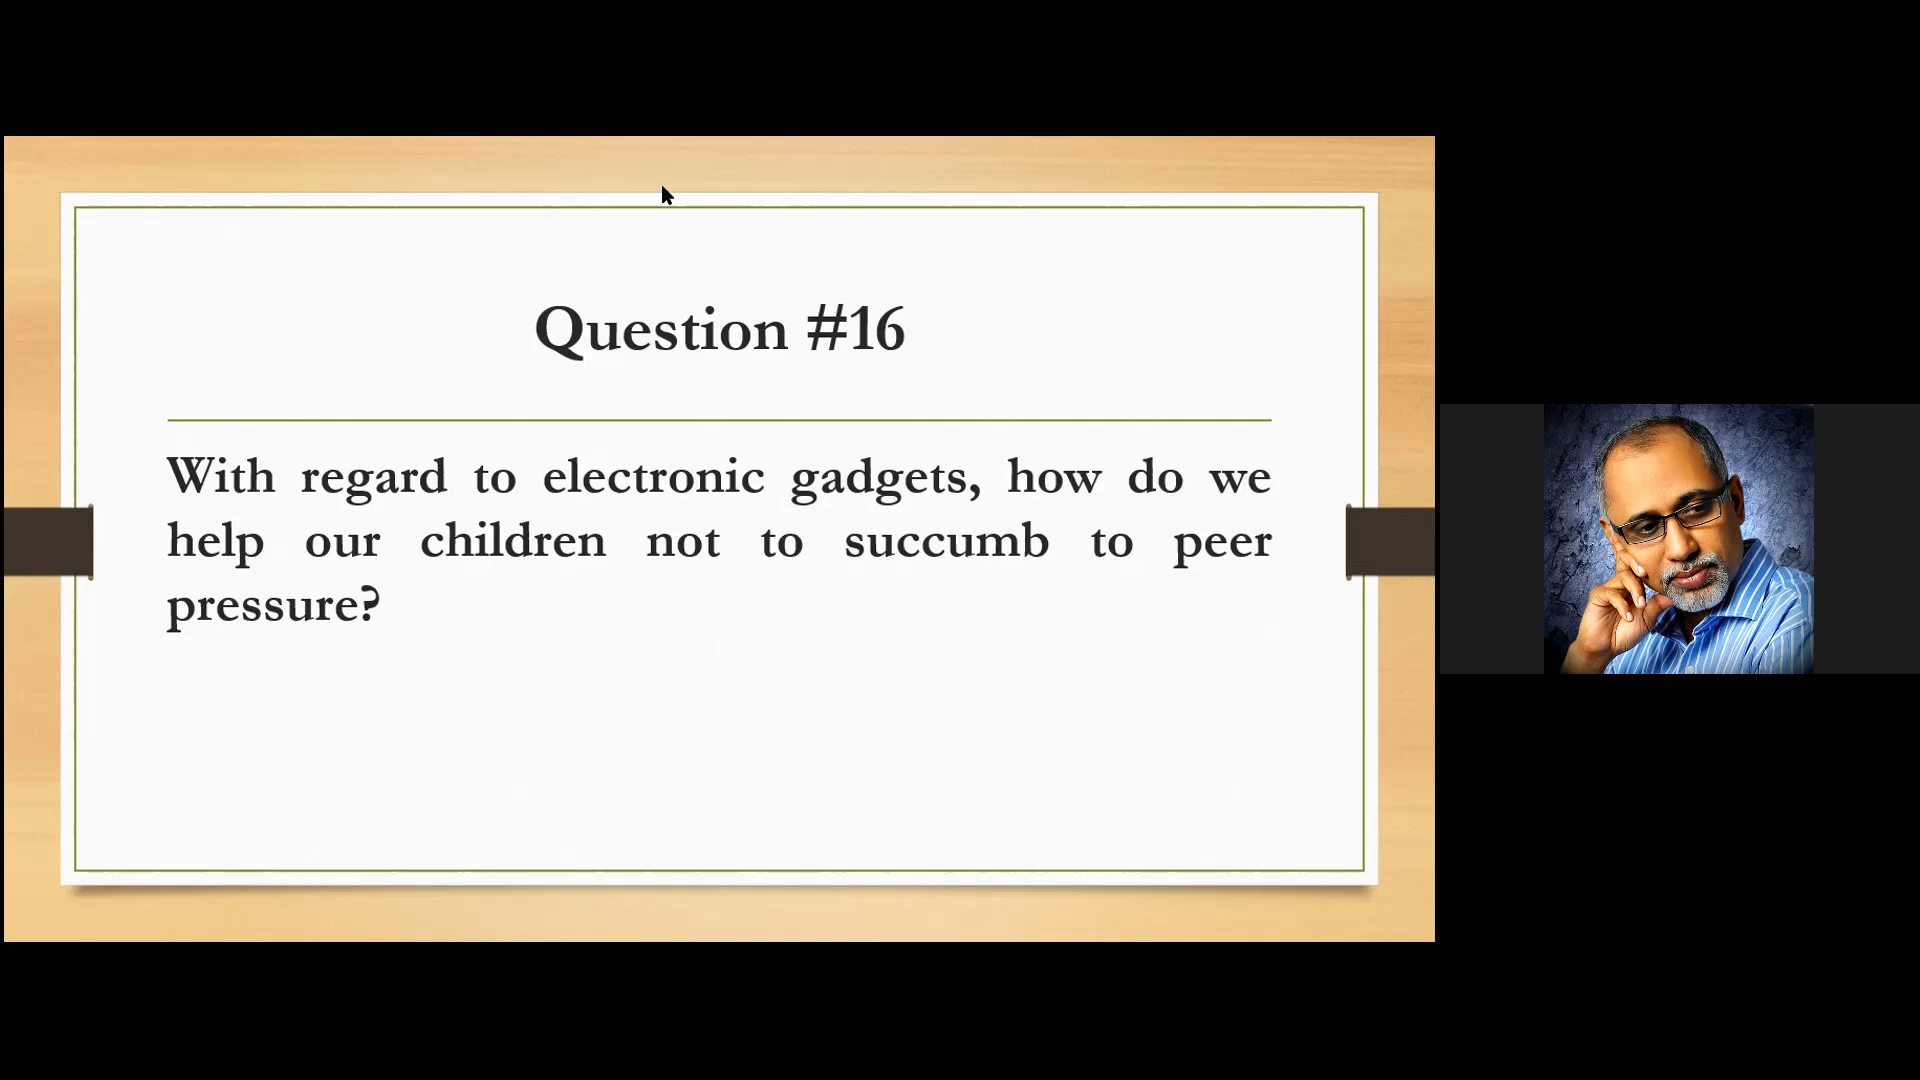 Question #16
With regard to electronic gadgets, how do we
help our children not to succumb to peer
pressure?